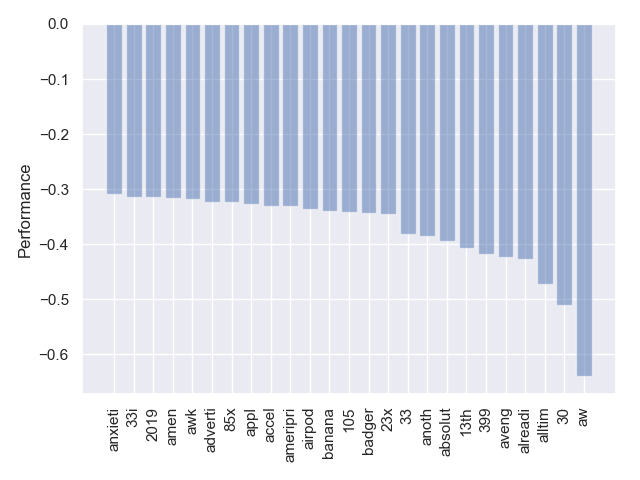 0.0
−0.1
−0.2
−0.3
−0.4
−0.5
−0.6
Performance
anxieti
33i
2019
amen
awk
adverti
85x
appl
accel
ameripri
airpod
banana
105
badger
23x
33
anoth
absolut
13th
399
aveng
alreadi
alltim
30
aw